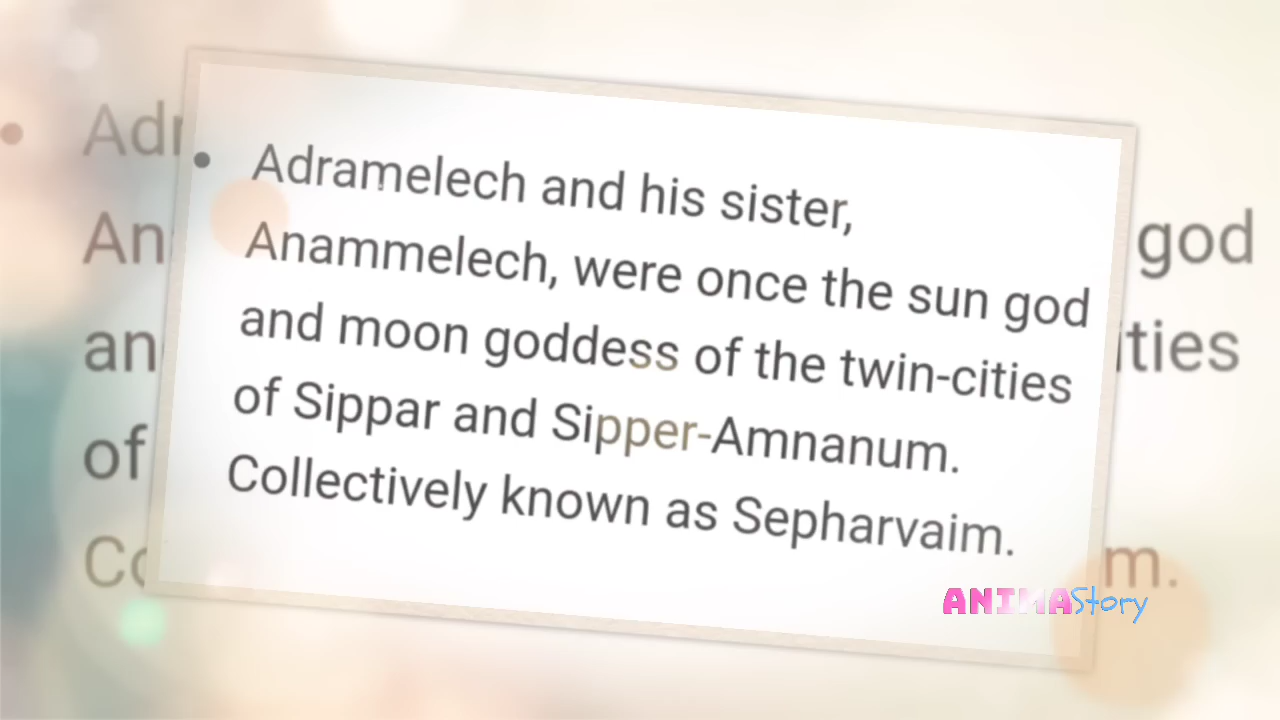 • Adramelech and his sister,
Anammelech, were once the sun god
and moon goddess of the twin-cities
of Sippar and Sipper-Amnanum.
Collectively known as Sepharvaim.
ANIMAStory